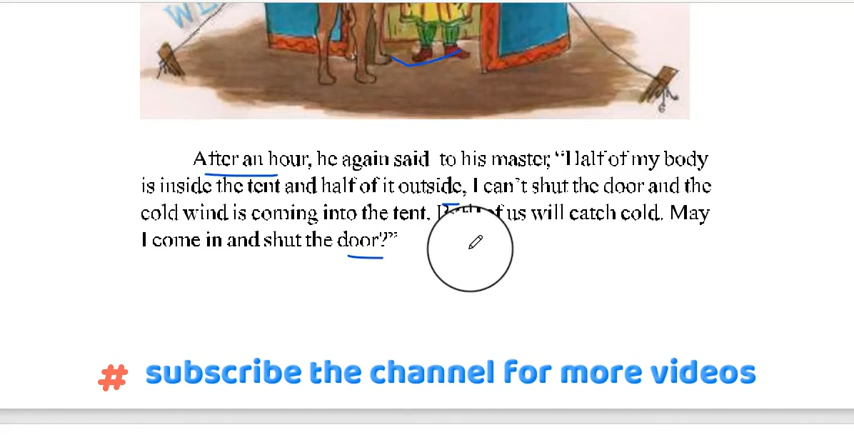 After an hour, he again said to his master, “Half of my body
is inside the tent and half of it outside, I can’t shut the door and the
cold wind is coming into the tent. Both of us will catch cold. May
I come in and shut the door?”
# subscribe the channel for more videos